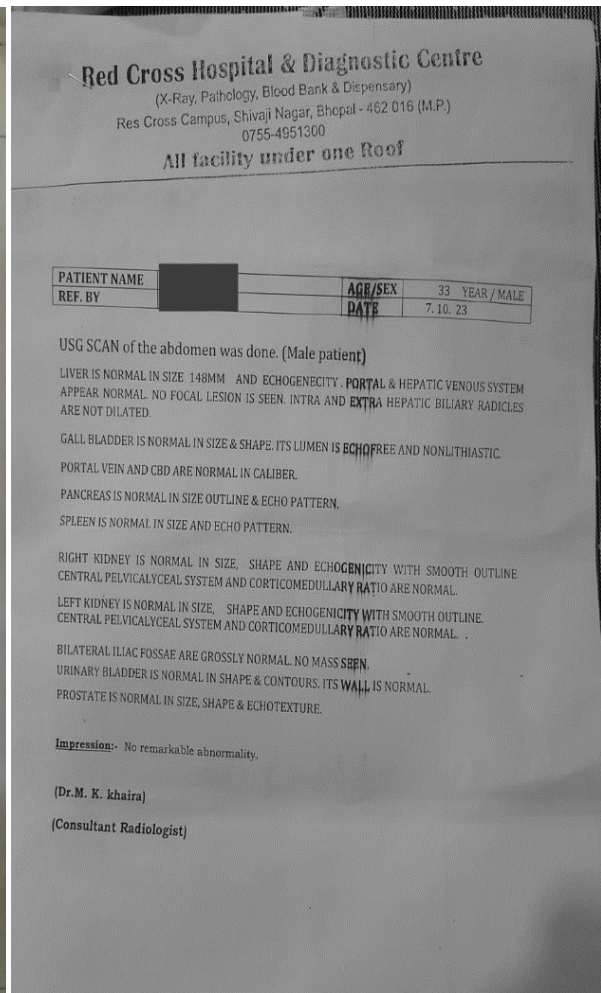 Red Cross Hospital & Diagnostic Centre
(X-Ray, Pathology, Blood Bank & Dispensary)
Res Cross Campus, Shivaji Nagar, Bhopal - 462 016 (M.P.)
0755-4951300
All facility under one Roof
PATIENT NAME AGE/SEX 33 YEAR / MALE
REF. BY DATE 7. 10. 23
USG SCAN of the abdomen was done. (Male patient)
LIVER IS NORMAL IN SIZE 148MM AND ECHOGENECITY . PORTAL & HEPATIC VENOUS SYSTEM
APPEAR NORMAL. NO FOCAL LESION IS SEEN. INTRA AND EXTRA HEPATIC BILIARY RADICLES
ARE NOT DILATED.
GALL BLADDER IS NORMAL IN SIZE & SHAPE. ITS LUMEN IS ECHOFREE AND NONLITHIASTIC.
PORTAL VEIN AND CBD ARE NORMAL IN CALIBER.
PANCREAS IS NORMAL IN SIZE OUTLINE & ECHO PATTERN.
SPLEEN IS NORMAL IN SIZE AND ECHO PATTERN.
RIGHT KIDNEY IS NORMAL IN SIZE, SHAPE AND ECHOGENICITY WITH SMOOTH OUTLINE.
CENTRAL PELVICALYCEAL SYSTEM AND CORTICOMEDULLARY RATIO ARE NORMAL.
LEFT KIDNEY IS NORMAL IN SIZE, SHAPE AND ECHOGENICITY WITH SMOOTH OUTLINE.
CENTRAL PELVICALYCEAL SYSTEM AND CORTICOMEDULLARY RATIO ARE NORMAL. .
BILATERAL ILIAC FOSSAE ARE GROSSLY NORMAL. NO MASS SEEN.
URINARY BLADDER IS NORMAL IN SHAPE & CONTOURS. ITS WALL IS NORMAL.
PROSTATE IS NORMAL IN SIZE, SHAPE & ECHOTEXTURE.
Impression:- No remarkable abnormality.
(Dr.M. K. khaira)
(Consultant Radiologist)